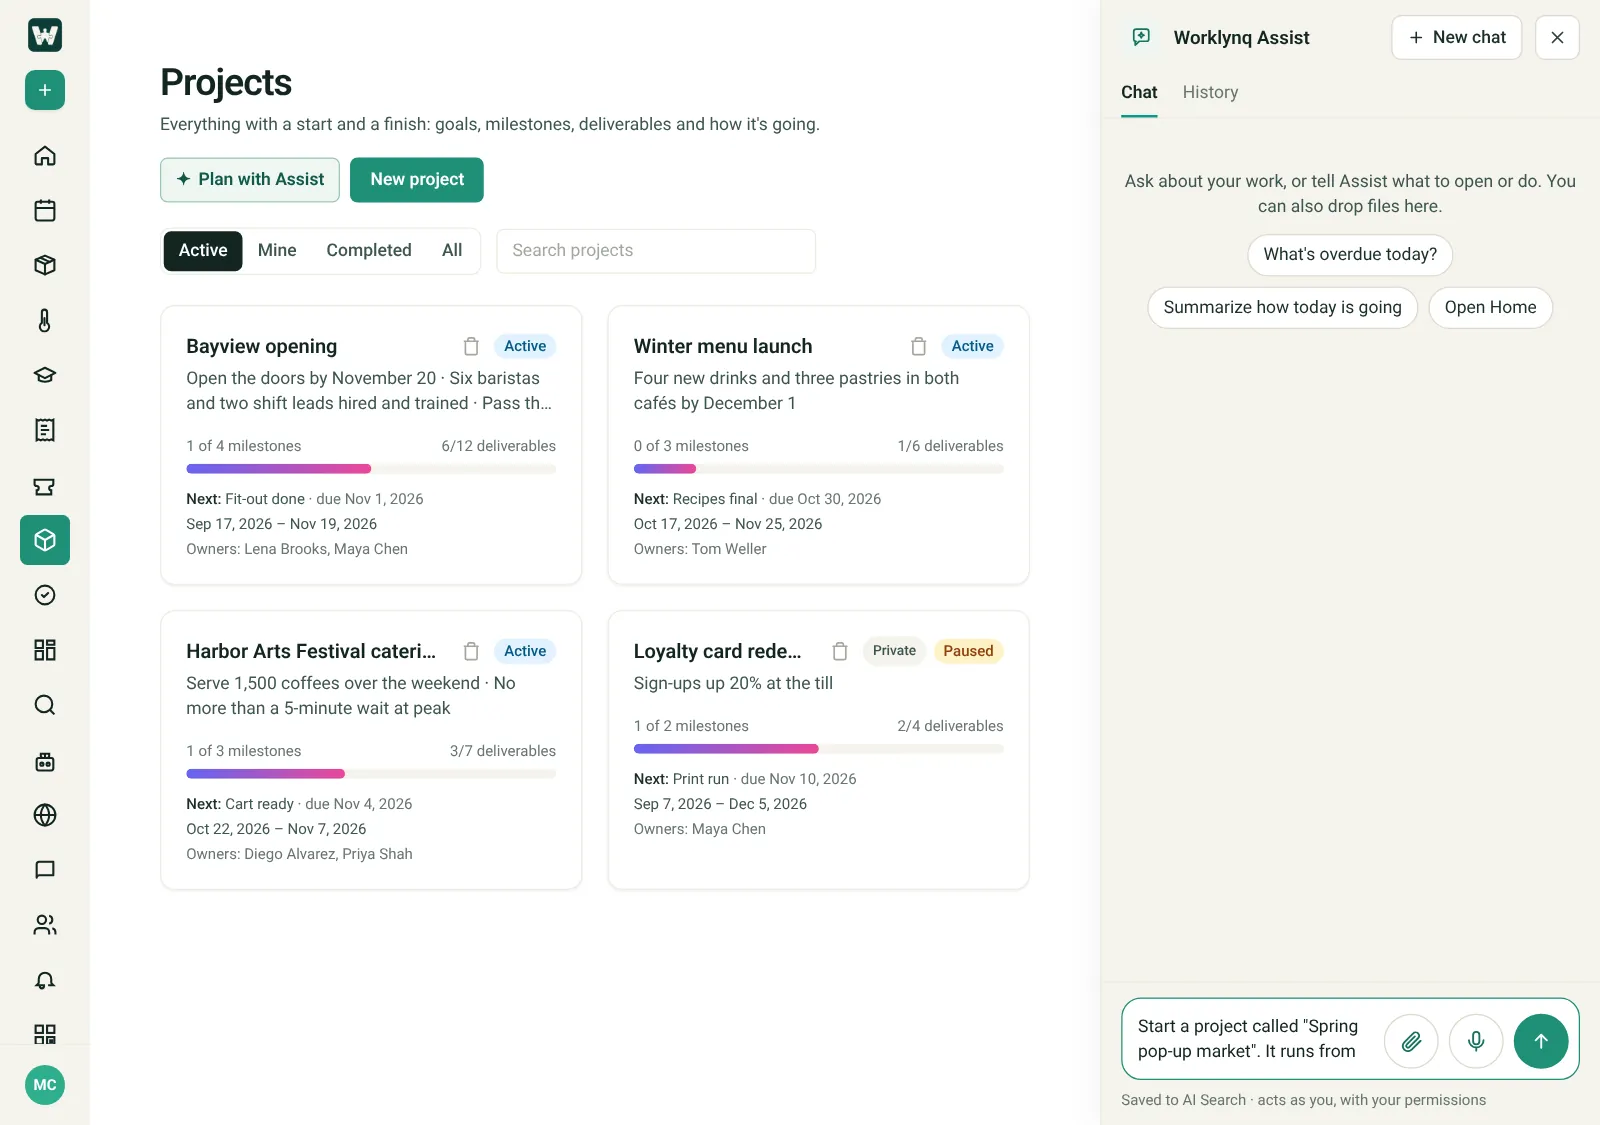 W
Projects
Everything with a start and a finish: goals, milestones, deliverables and how it's going.
Plan with Assist
New project
Active
Mine
Completed
All
Search projects
Bayview opening
Active
Open the doors by November 20 · Six baristas
and two shift leads hired and trained · Pass th...
1 of 4 milestones
6/12 deliverables
Next: Fit-out done · due Nov 1, 2026
Sep 17, 2026 – Nov 19, 2026
Owners: Lena Brooks, Maya Chen
Winter menu launch
Active
Four new drinks and three pastries in both
cafés by December 1
0 of 3 milestones
1/6 deliverables
Next: Recipes final · due Oct 30, 2026
Oct 17, 2026 – Nov 25, 2026
Owners: Tom Weller
Harbor Arts Festival cateri...
Active
Serve 1,500 coffees over the weekend · No
more than a 5-minute wait at peak
1 of 3 milestones
3/7 deliverables
Next: Cart ready · due Nov 4, 2026
Oct 22, 2026 – Nov 7, 2026
Owners: Diego Alvarez, Priya Shah
Loyalty card rede...
Private
Paused
Sign-ups up 20% at the till
1 of 2 milestones
2/4 deliverables
Next: Print run · due Nov 10, 2026
Sep 7, 2026 – Dec 5, 2026
Owners: Maya Chen
MC
Worklynq Assist
New chat
Chat
History
Ask about your work, or tell Assist what to open or do. You
can also drop files here.
What's overdue today?
Summarize how today is going
Open Home
Start a project called "Spring
pop-up market". It runs from
Saved to AI Search · acts as you, with your permissions